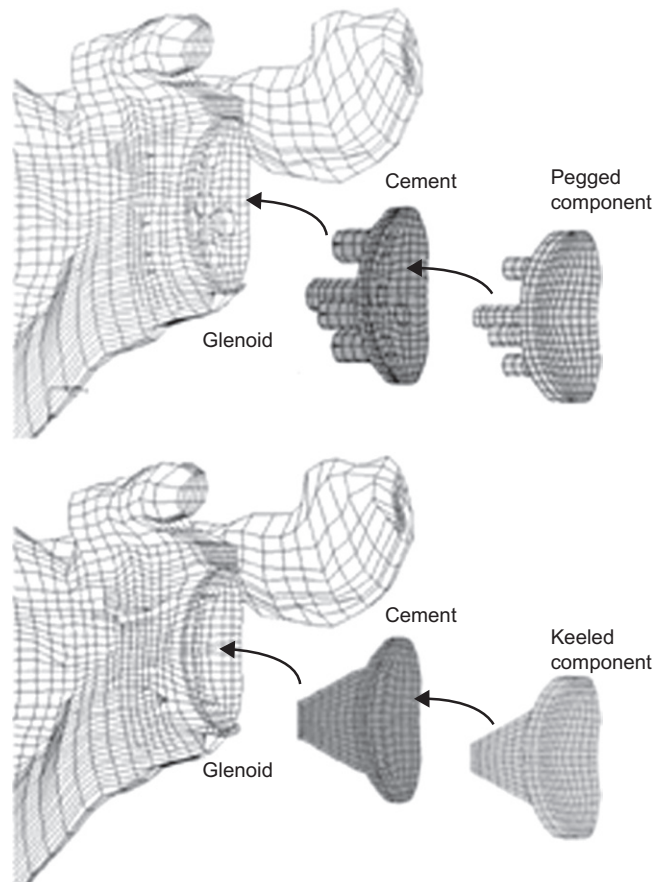 Cement
Pegged
component
Glenoid
Cement
Keeled
component
Glenoid